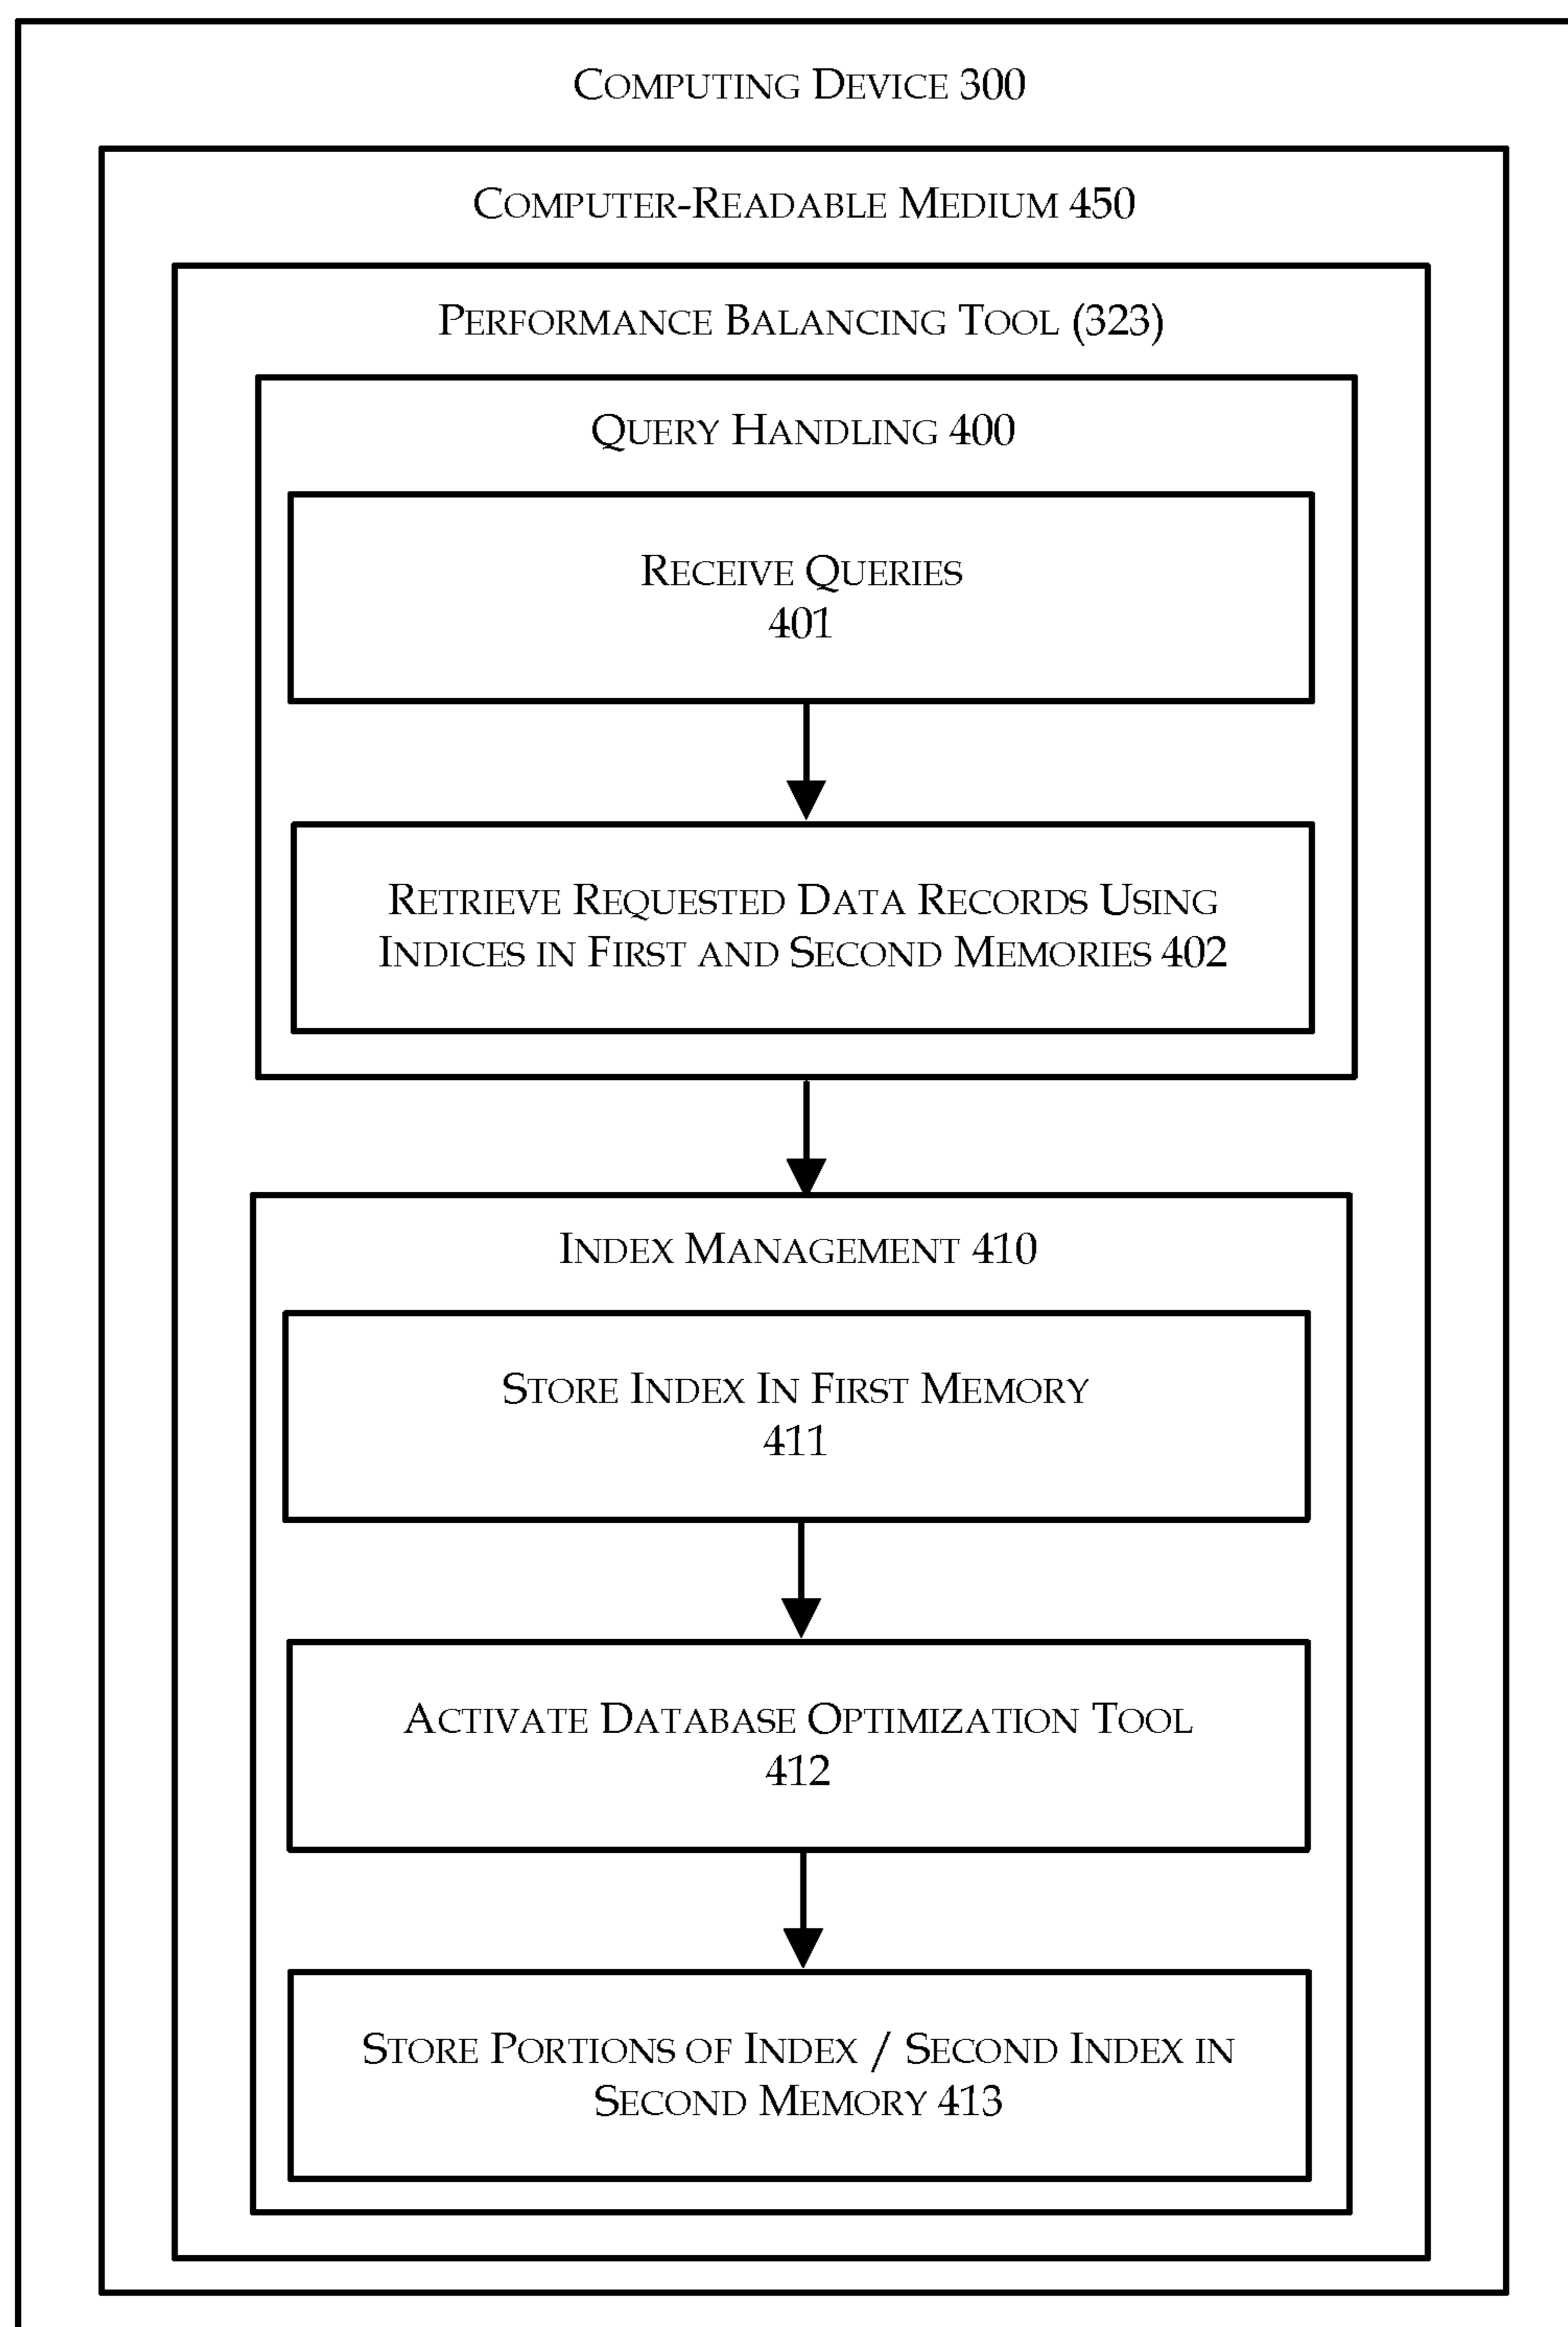 COMPUTING DEVICE 300
COMPUTER-READABLE MEDIUM 450
PERFORMANCE BALANCING TOOL (323)
QUERY HANDLING 400
RECEIVE QUERIES
401
RETRIEVE REQUESTED DATA RECORDS USING
INDICES IN FIRST AND SECOND MEMORIES 402
INDEX MANAGEMENT 410
STORE INDEX IN FIRST MEMORY
411
ACTIVATE DATABASE OPTIMIZATION TOOL
412
STORE PORTIONS OF INDEX / SECOND INDEX IN
SECOND MEMORY 413